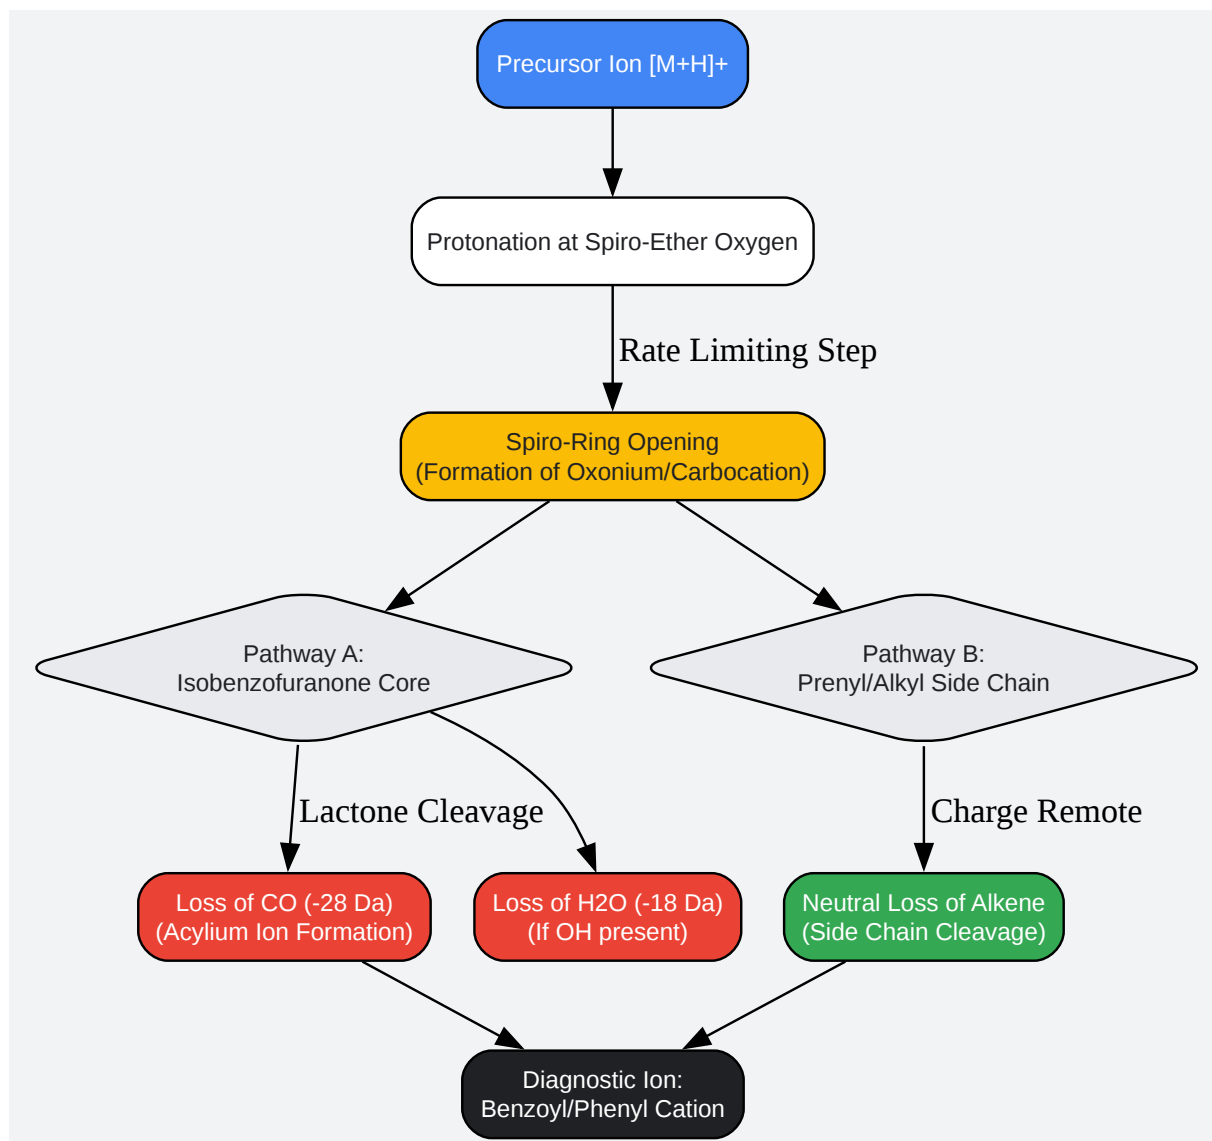 Precursor Ion [M+H]+
Protonation at Spiro-Ether Oxygen
Rate Limiting Step
Spiro-Ring Opening
(Formation of Oxonium/Carbocation)
Pathway A:
Isobenzofuranone Core
Pathway B:
Prenyl/Alkyl Side Chain
Lactone Cleavage
Charge Remote
Loss of CO (-28 Da)
(Acylium Ion Formation)
Loss of H2O (-18 Da)
(If OH present)
Neutral Loss of Alkene
(Side Chain Cleavage)
Diagnostic Ion:
Benzoyl/Phenyl Cation